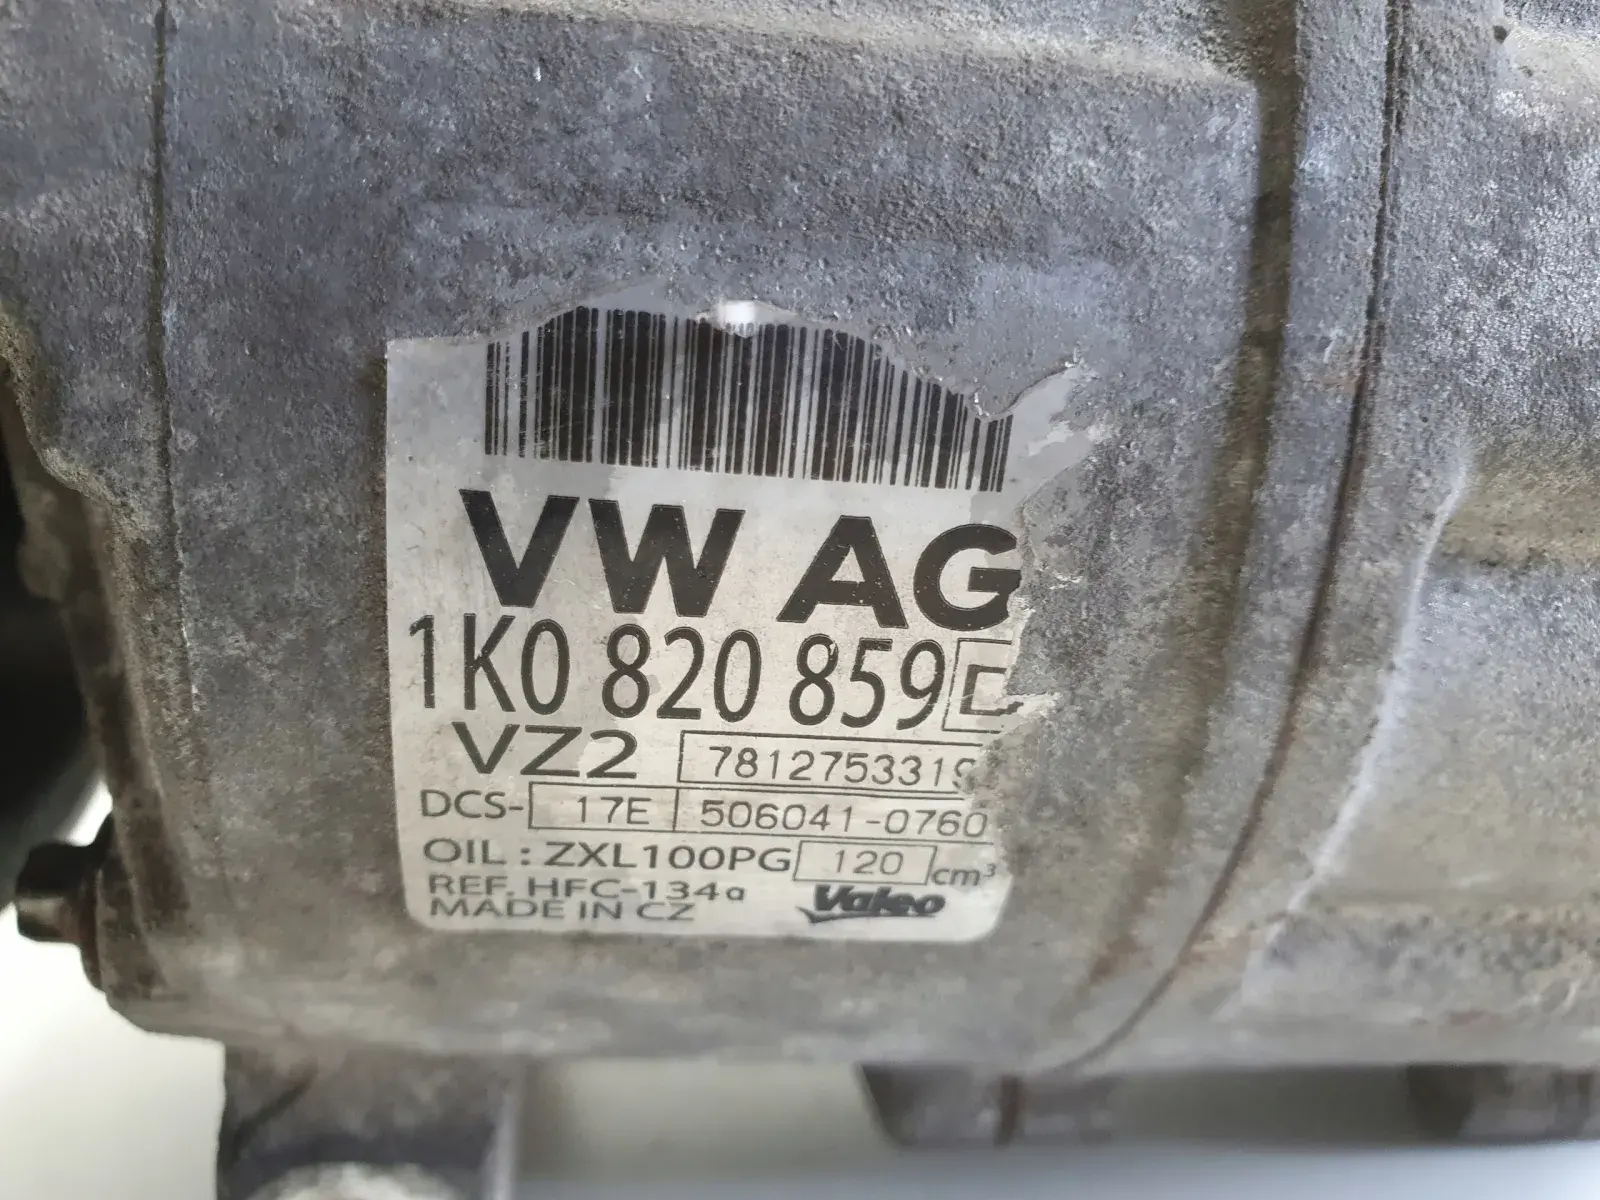 VW AG
1K0 820 859
VZ2 781275331
DCS- 17E 506041-0760
OIL : ZXL100PG 120 cm³
REF. HFC-134a
MADE IN CZ Valeo